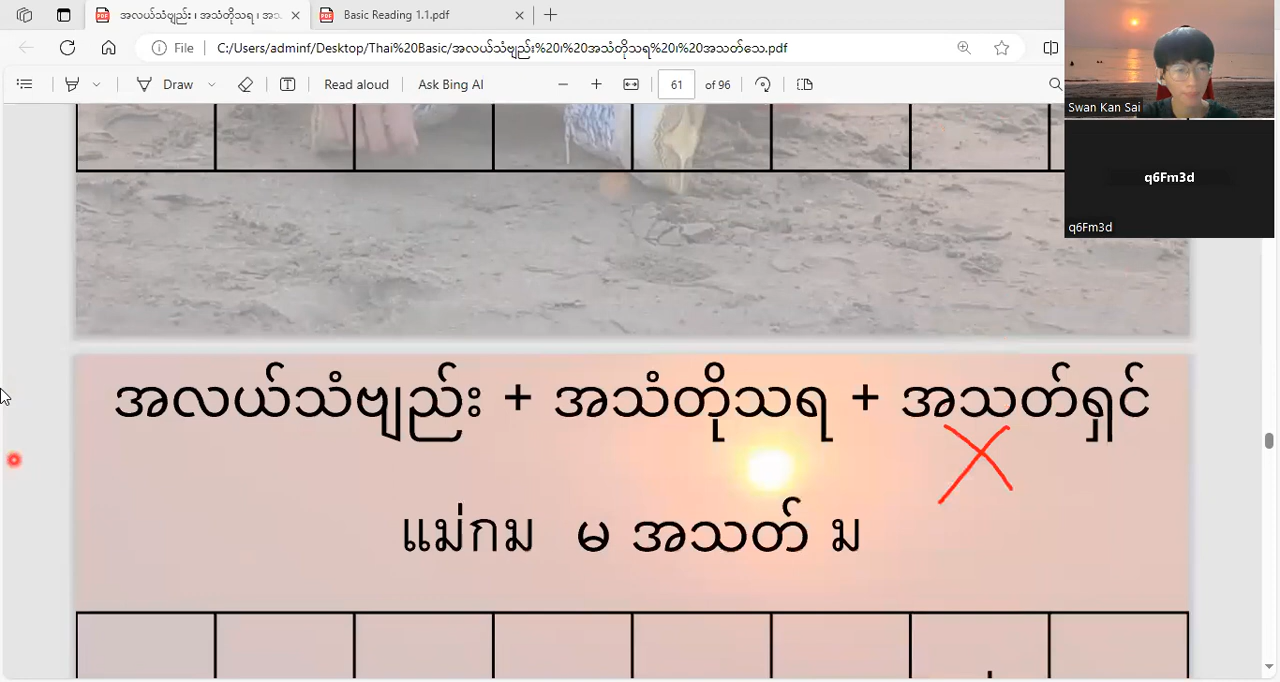 အလယ်သံဗျည်း ၊ အသံတိုသရ ၊ အသ
Basic Reading 1.1.pdf
File
C:/Users/adminf/Desktop/Thai%20Basic/အလယ်သံဗျည်း%20၊%20အသံတိုသရ%20၊%20အသတ်သေ.pdf
Draw
Read aloud
Ask Bing AI
61
of 96
Swan Kan Sai
q6Fm3d
q6Fm3d
အလယ်သံဗျည်း + အသံတိုသရ + အသတ်ရှင်
แม่กม မ အသတ် ม